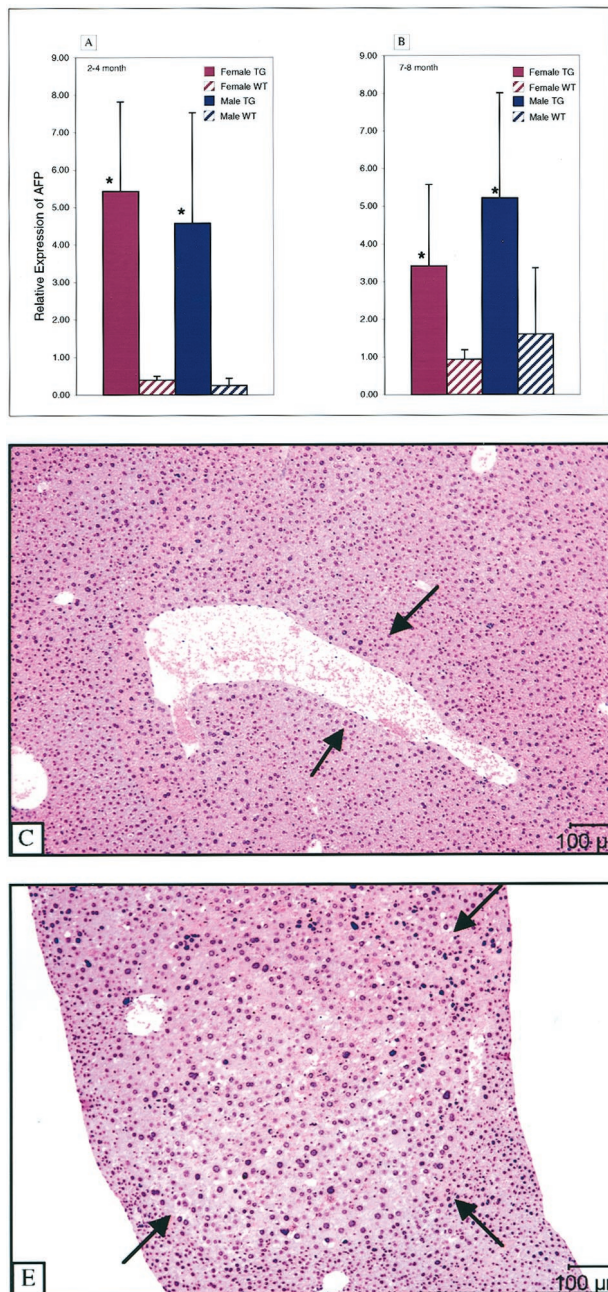 A
2-4 month
Female TG
Female WT
Male TG
Male WT
Relative Expression of AFP
9.00
8.00
7.00
6.00
5.00
4.00
3.00
2.00
1.00
0.00
*
*
B
7-8 month
Female TG
Female WT
Male TG
Male WT
9.00
8.00
7.00
6.00
5.00
4.00
3.00
2.00
1.00
0.00
*
*
C
100 µ
E
100 µ